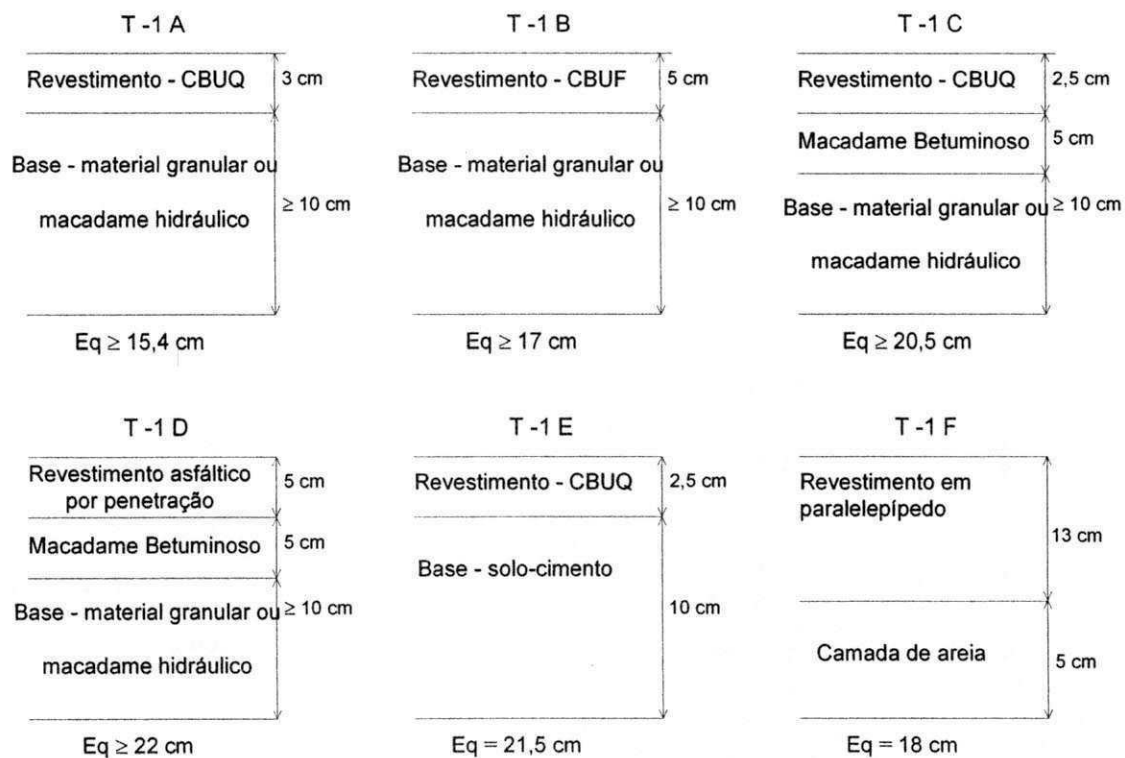 T -1 A
Revestimento - CBUQ
3 cm
Base - material granular ou
macadame hidráulico
≥ 10 cm
Eq ≥ 15,4 cm
T -1 B
Revestimento - CBUF
5 cm
Base - material granular ou
macadame hidráulico
≥ 10 cm
Eq ≥ 17 cm
T -1 C
Revestimento - CBUQ
2,5 cm
Macadame Betuminoso
5 cm
Base - material granular ou
macadame hidráulico
≥ 10 cm
Eq ≥ 20,5 cm
T -1 D
Revestimento asfáltico
por penetração
5 cm
Macadame Betuminoso
5 cm
Base - material granular ou
macadame hidráulico
≥ 10 cm
Eq ≥ 22 cm
T -1 E
Revestimento - CBUQ
2,5 cm
Base - solo-cimento
10 cm
Eq = 21,5 cm
T -1 F
Revestimento em
paralelepípedo
13 cm
Camada de areia
5 cm
Eq = 18 cm